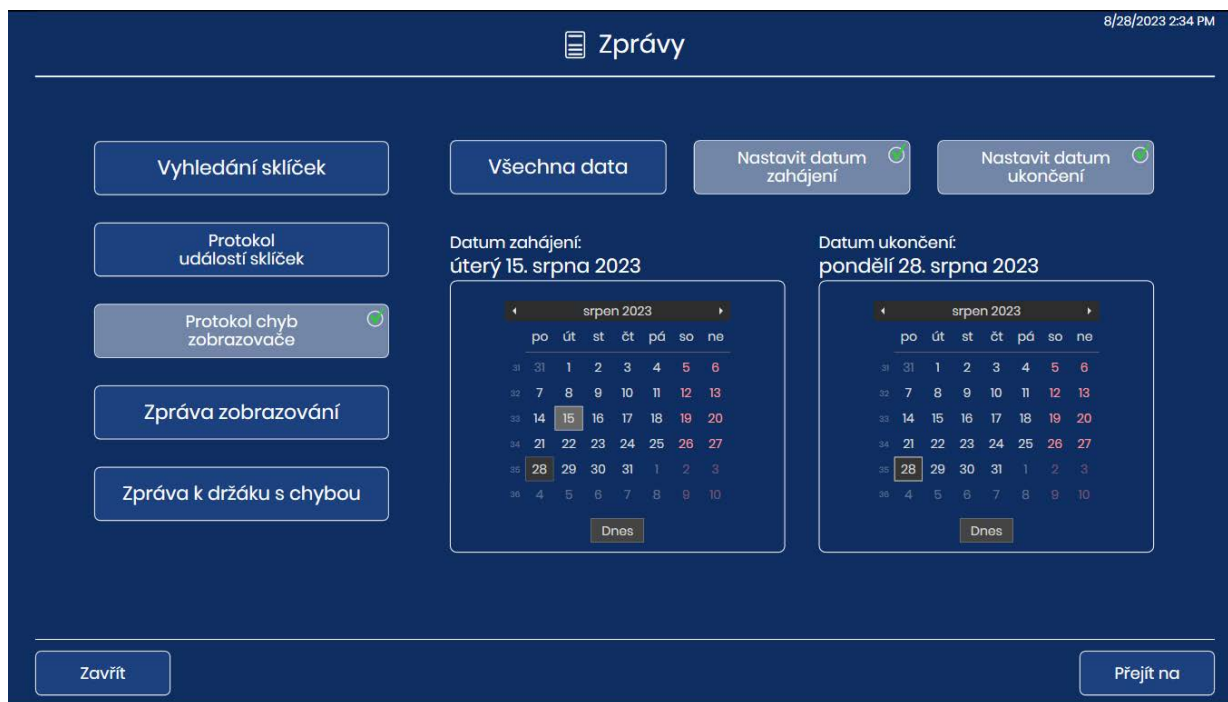 8/28/2023 2:34 PM
Zprávy
Vyhledání sklíček
Protokol
událostí sklíček
Protokol chyb
zobrazovače
Zpráva zobrazování
Zpráva k držáku s chybou
Všechna data
Nastavit datum
zahájení
Nastavit datum
ukončení
Datum zahájení:
úterý 15. srpna 2023
srpen 2023
po út st čt pá so ne
31 31 1 2 3 4 5 6
32 7 8 9 10 11 12 13
33 14 15 16 17 18 19 20
34 21 22 23 24 25 26 27
35 28 29 30 31 1 2 3
36 4 5 6 7 8 9 10
Dnes
Datum ukončení:
pondělí 28. srpna 2023
srpen 2023
po út st čt pá so ne
31 31 1 2 3 4 5 6
32 7 8 9 10 11 12 13
33 14 15 16 17 18 19 20
34 21 22 23 24 25 26 27
35 28 29 30 31 1 2 3
36 4 5 6 7 8 9 10
Dnes
Zavřít
Přejít na